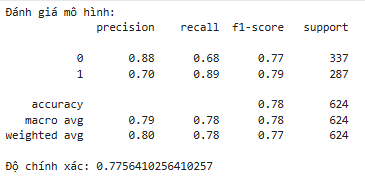 Đánh giá mô hình:
precision recall f1-score support
0 0.88 0.68 0.77 337
1 0.70 0.89 0.79 287
accuracy 0.78 624
macro avg 0.79 0.78 0.78 624
weighted avg 0.80 0.78 0.77 624
Độ chính xác: 0.7756410256410257